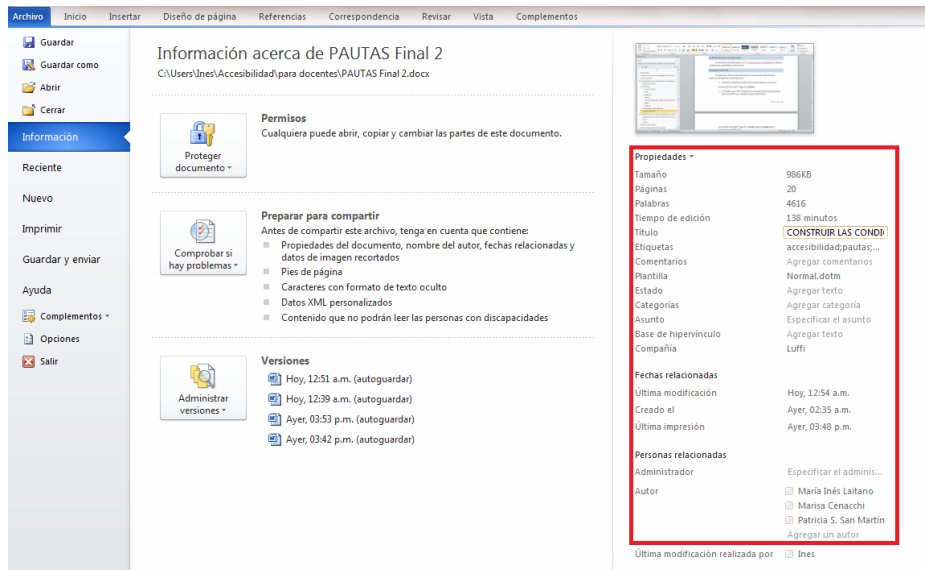 Archivo Inicio Insertar Diseño de página Referencias Correspondencia Revisar Vista Complementos
Guardar
Guardar como
Abrir
Cerrar
Información
Reciente
Nuevo
Imprimir
Guardar y enviar
Ayuda
Complementos
Opciones
Salir
Información acerca de PAUTAS Final 2
C:\Users\Ines\Accesibilidad\para docentes\PAUTAS Final 2.docx
Proteger
documento
Permisos
Cualquiera puede abrir, copiar y cambiar las partes de este documento.
Comprobar si
hay problemas
Preparar para compartir
Antes de compartir este archivo, tenga en cuenta que contiene:
Propiedades del documento, nombre del autor, fechas relacionadas y
datos de imagen recortados
Pies de página
Caracteres con formato de texto oculto
Datos XML personalizados
Contenido que no podrán leer las personas con discapacidades
Administrar
versiones
Versiones
Hoy, 12:51 a.m. (autoguardar)
Hoy, 12:39 a.m. (autoguardar)
Ayer, 03:53 p.m. (autoguardar)
Ayer, 03:42 p.m. (autoguardar)
Propiedades
Tamaño 986KB
Páginas 20
Palabras 4616
Tiempo de edición 138 minutos
Título CONSTRUIR LAS CONDI
Etiquetas accesibilidad;pautas;...
Comentarios Agregar comentarios
Plantilla Normal.dotm
Estado Agregar texto
Categorías Agregar categoría
Asunto Especificar el asunto
Base de hipervínculo Agregar texto
Compañía Luffi
Fechas relacionadas
Última modificación Hoy, 12:54 a.m.
Creado el Ayer, 02:35 a.m.
Última impresión Ayer, 03:48 p.m.
Personas relacionadas
Administrador Especificar el adminis...
Autor María Inés Laitano
Marisa Cenacchi
Patricia S. San Martín
Agregar un autor
Última modificación realizada por Ines